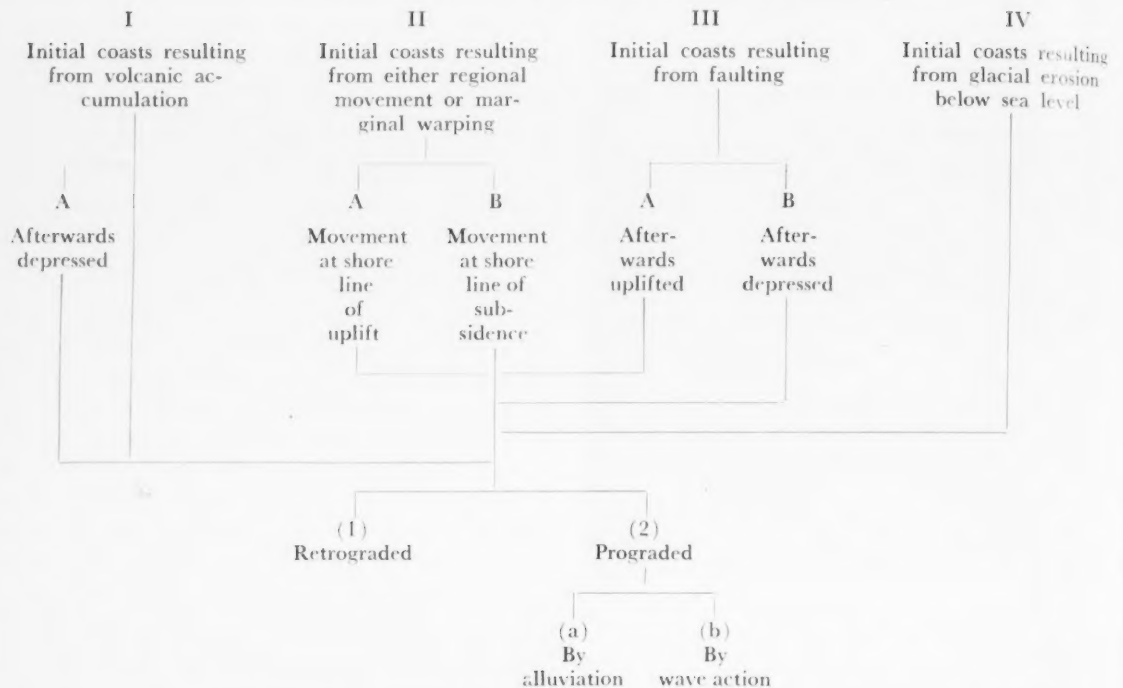 I
Initial coasts resulting
from volcanic ac-
cumulation
II
Initial coasts resulting
from either regional
movement or mar-
ginal warping
III
Initial coasts resulting
from faulting
IV
Initial coasts resulting
from glacial erosion
below sea level
A
Afterwards
depressed
A
Movement
at shore
line
of
uplift
B
Movement
at shore
line of
sub-
sidence
A
After-
wards
uplifted
B
After-
wards
depressed
(1)
Retrograded
(2)
Prograded
(a)
By
alluviation
(b)
By
wave action